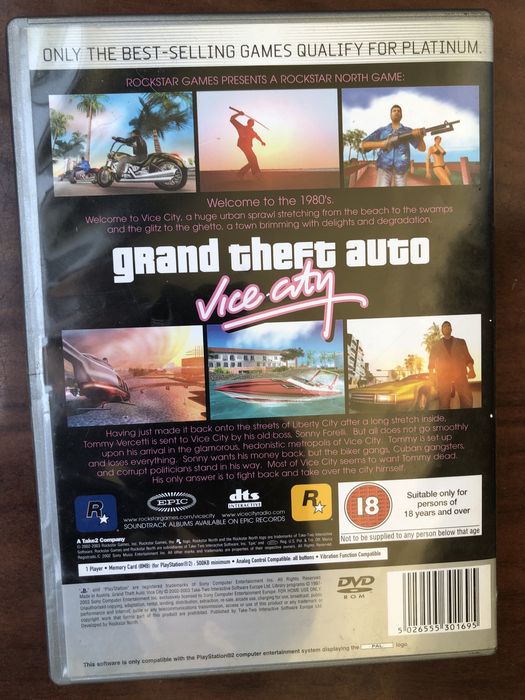 ONLY THE BEST-SELLING GAMES QUALIFY FOR PLATINUM.
ROCKSTAR GAMES PRESENTS A ROCKSTAR NORTH GAME:
Welcome to the 1980's.
Welcome to Vice City, a huge urban sprawl stretching from the beach to the swamps
and the glitz to the ghetto, a town brimming with delights and degradation.
grand theft auto
Vice City
Having just made it back onto the streets of Liberty City after a long stretch inside,
Tommy Vercetti is sent to Vice City by his old boss, Sonny Forelli. But all does not go smoothly
upon his arrival in the glamorous, hedonistic metropolis of Vice City. Tommy is set up
and loses everything. Sonny wants his money back, but the biker gangs, Cuban gangsters,
and corrupt politicians stand in his way. Most of Vice City seems to want Tommy dead.
His only answer is to fight back and take over the city himself.
R
EPIC
dts
INTERACTIVE
R
18
Suitable only for
persons of
18 years and over
Not to be supplied to any person below that age
www.rockstargames.com/vicecity
www.vicecityradio.com
SOUNDTRACK ALBUMS AVAILABLE ON EPIC RECORDS
A Take2 Company
1 Player • Memory Card (8MB) (for PlayStation®2) : 500KB minimum • Analog Control Compatible: all buttons • Vibration Function Compatible
Developed by Rockstar North.
DVD
ROM
5 026555 301695
This software is only compatible with the PlayStation®2 computer entertainment system displaying the PAL logo.